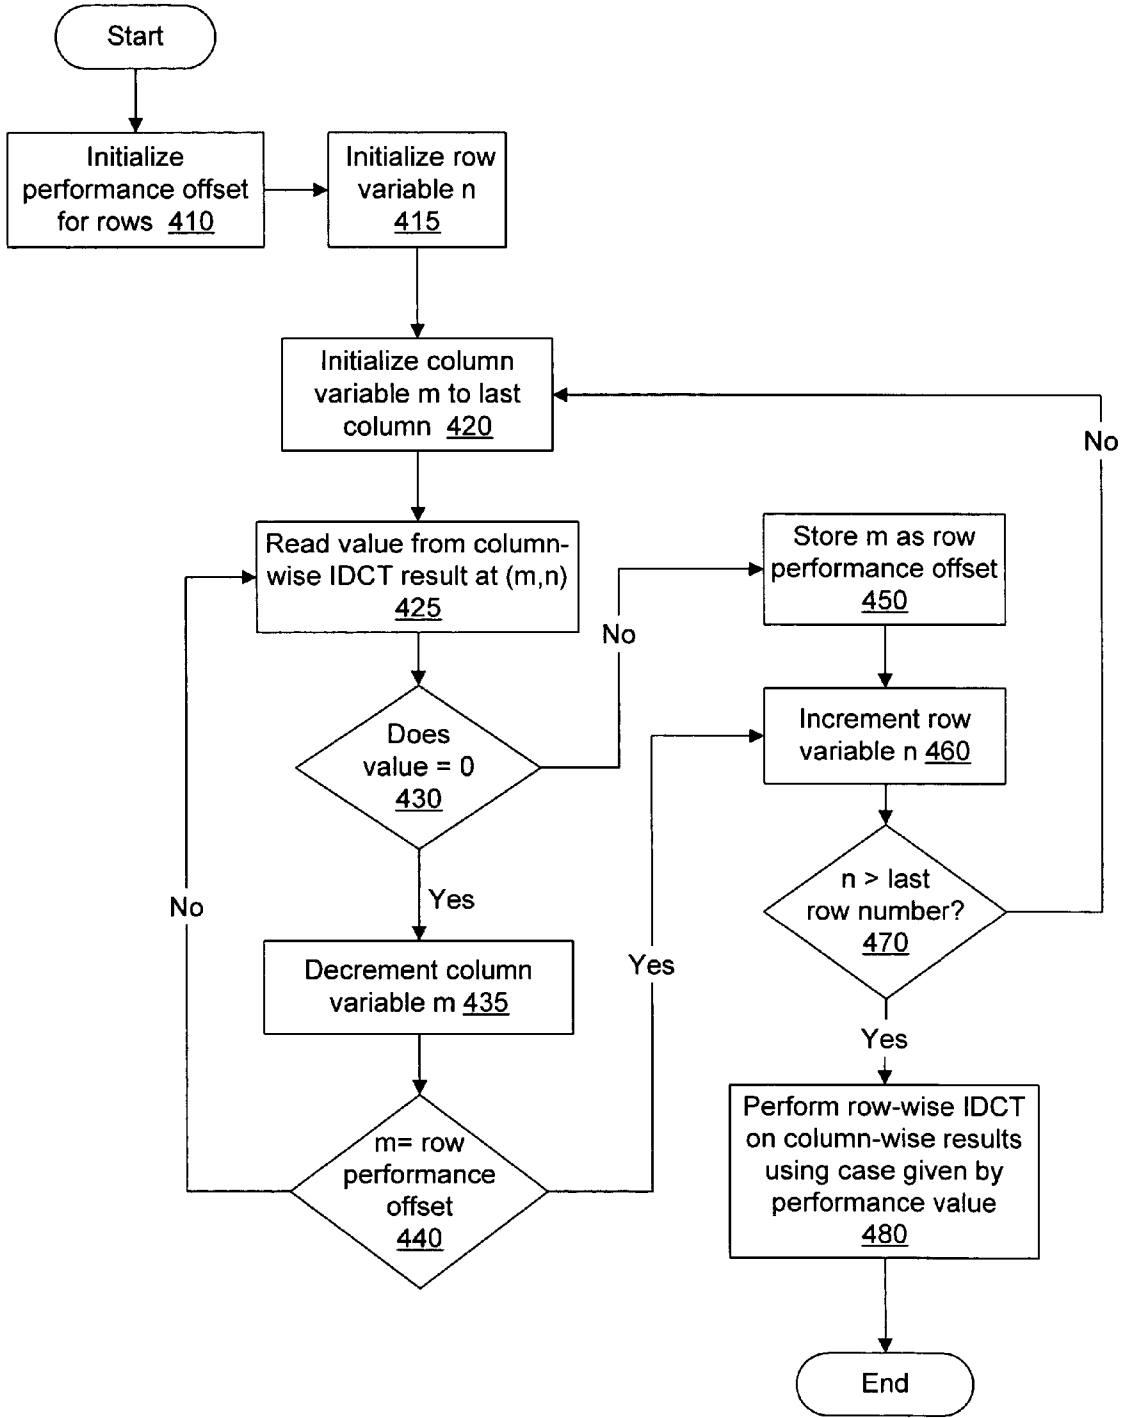 Start
Initialize
performance offset
for rows 410
Initialize row
variable n
415
Initialize column
variable m to last
column 420
No
Read value from column-
wise IDCT result at (m,n)
425
Store m as row
performance offset
450
No
Does
value = 0
430
Increment row
variable n 460
Yes
No
n > last
row number?
470
Decrement column
variable m 435
Yes
Yes
m= row
performance
offset
440
Perform row-wise IDCT
on column-wise results
using case given by
performance value
480
End